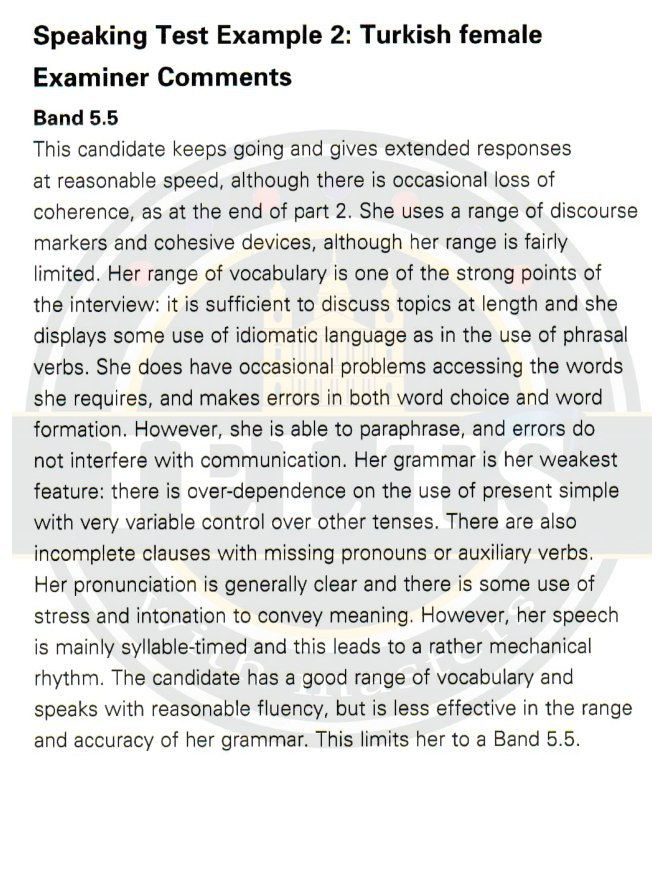 Speaking Test Example 2: Turkish female
Examiner Comments
Band 5.5
This candidate keeps going and gives extended responses
at reasonable speed, although there is occasional loss of
coherence, as at the end of part 2. She uses a range of discourse
markers and cohesive devices, although her range is fairly
limited. Her range of vocabulary is one of the strong points of
the interview: it is sufficient to discuss topics at length and she
displays some use of idiomatic language as in the use of phrasal
verbs. She does have occasional problems accessing the words
she requires, and makes errors in both word choice and word
formation. However, she is able to paraphrase, and errors do
not interfere with communication. Her grammar is her weakest
feature: there is over-dependence on the use of present simple
with very variable control over other tenses. There are also
incomplete clauses with missing pronouns or auxiliary verbs.
Her pronunciation is generally clear and there is some use of
stress and intonation to convey meaning. However, her speech
is mainly syllable-timed and this leads to a rather mechanical
rhythm. The candidate has a good range of vocabulary and
speaks with reasonable fluency, but is less effective in the range
and accuracy of her grammar. This limits her to a Band 5.5.
IELTS
with masters